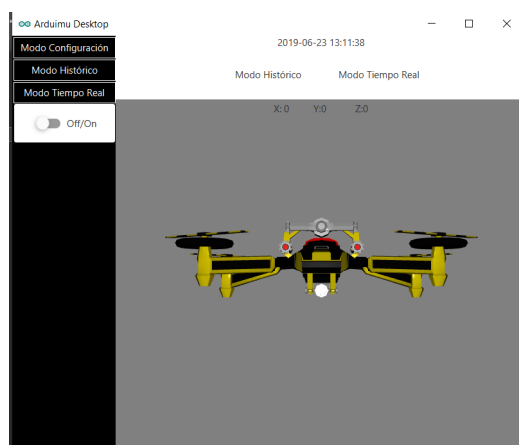 Arduimu Desktop
Modo Configuración
Modo Histórico
Modo Tiempo Real
Off/On
2019-06-23 13:11:38
Modo Histórico Modo Tiempo Real
X: 0 Y:0 Z:0